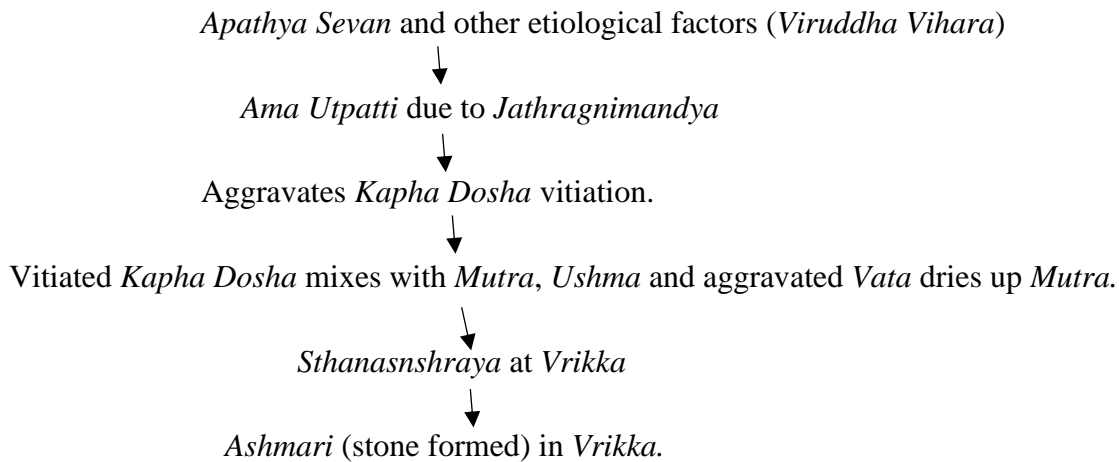 Apathya Sevan and other etiological factors (Viruddha Vihara)
Ama Utpatti due to Jathragnimandya
Aggravates Kapha Dosha vitiation.
Vitiated Kapha Dosha mixes with Mutra, Ushma and aggravated Vata dries up Mutra.
Sthanasnshraya at Vrikka
Ashmari (stone formed) in Vrikka.